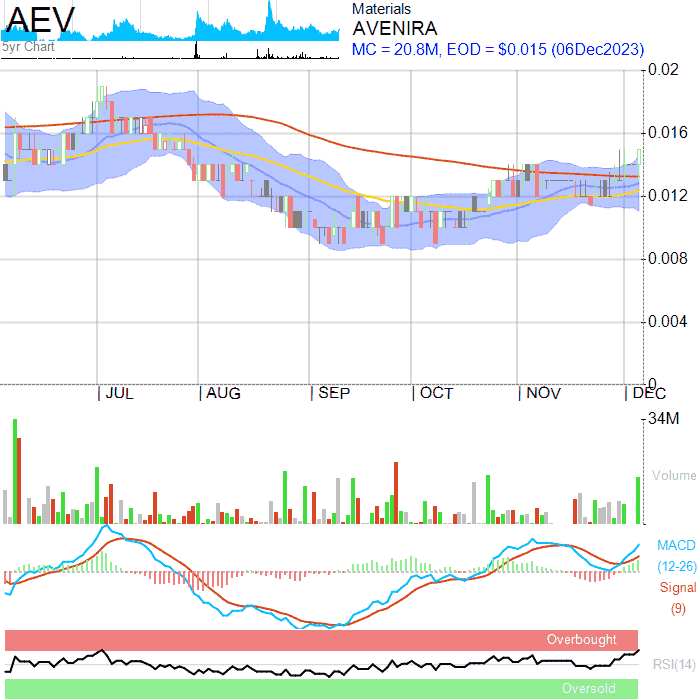 AEV
5yr Chart
Materials
AVENIRA
MC = 20.8M, EOD = $0.015 (06Dec2023)
0.02
0.016
0.012
0.008
0.004
0
JUL AUG SEP OCT NOV DEC
34M
Volume
MACD
(12-26)
Signal
(9)
Overbought
RSI(14)
Oversold